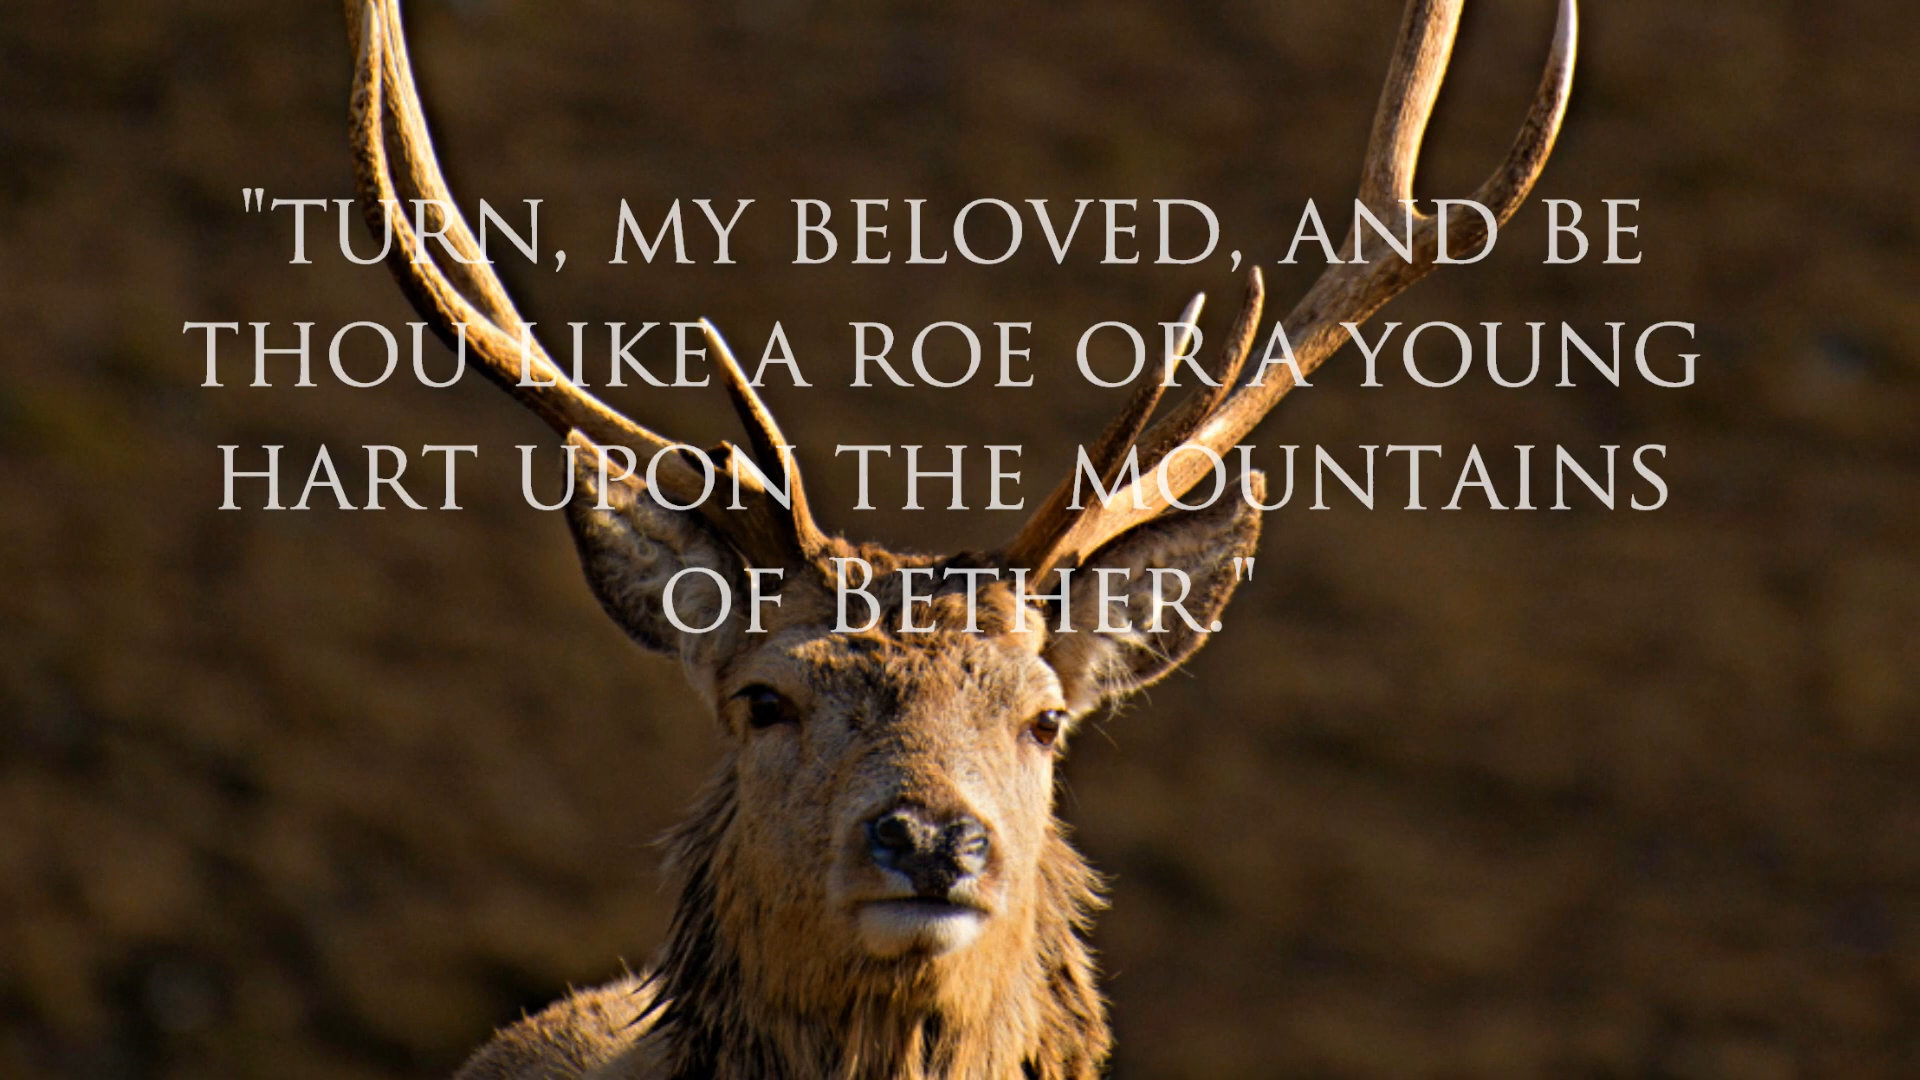 "turn, my beloved, and be
thou like a roe or a young
hart upon the mountains
of Bether."